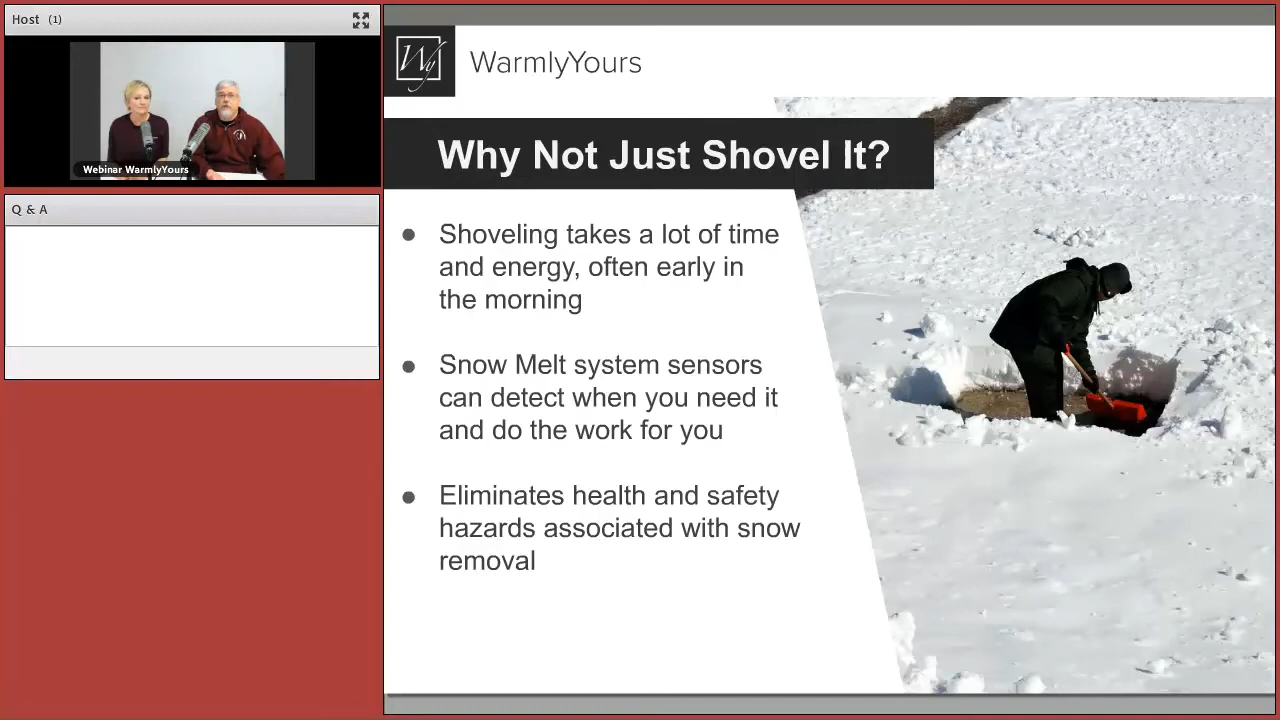 Host (1)
Webinar WarmlyYours
Q & A
Wy
WarmlyYours
Why Not Just Shovel It?
● Shoveling takes a lot of time
and energy, often early in
the morning
● Snow Melt system sensors
can detect when you need it
and do the work for you
● Eliminates health and safety
hazards associated with snow
removal